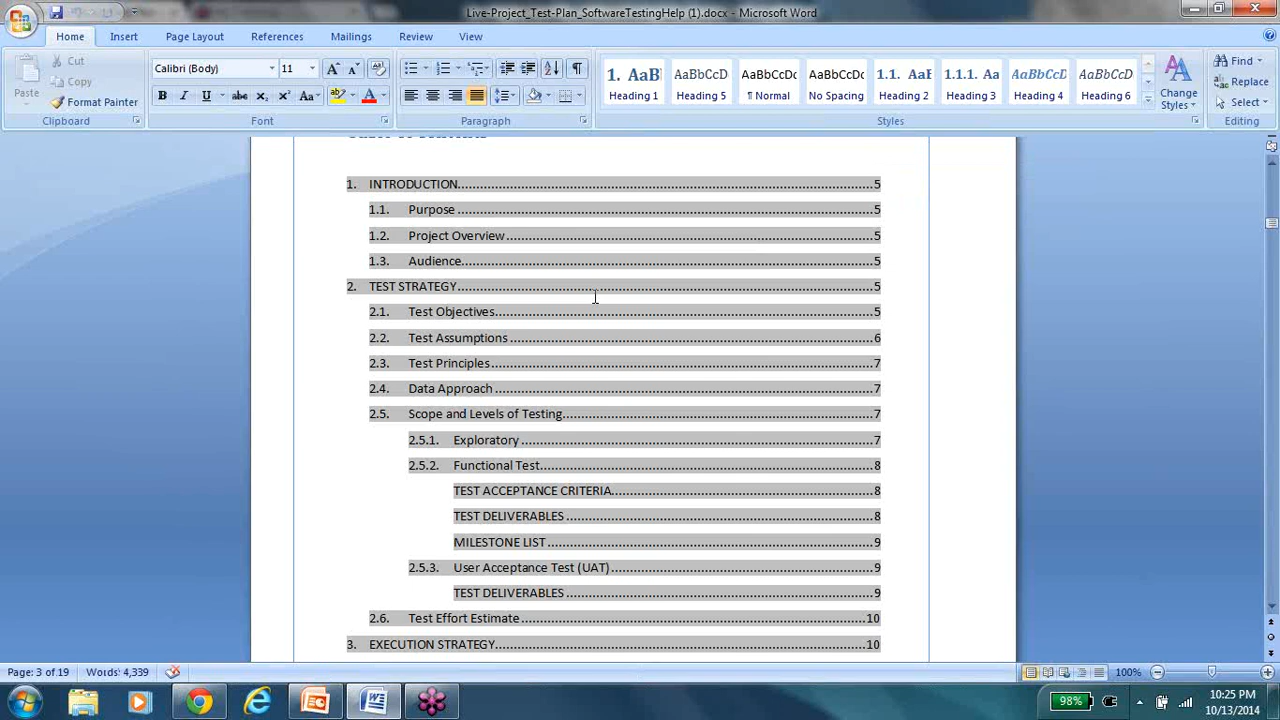 Live-Project_Test-Plan_SoftwareTestingHelp (1).docx - Microsoft Word
Home Insert Page Layout References Mailings Review View
Paste Cut Copy Format Painter Clipboard
Calibri (Body) 11 Font
Paragraph
1. AaB Heading 1
AaBbCcD Heading 5
AaBbCcDc ¶ Normal
AaBbCcDc No Spacing
1.1. AaB Heading 2
1.1.1. Aa Heading 3
AaBbCcD Heading 4
AaBbCcD Heading 6
Change Styles
Styles
Find Replace Select Editing
1. INTRODUCTION 5
1.1. Purpose 5
1.2. Project Overview 5
1.3. Audience 5
2. TEST STRATEGY 5
2.1. Test Objectives 5
2.2. Test Assumptions 6
2.3. Test Principles 7
2.4. Data Approach 7
2.5. Scope and Levels of Testing 7
2.5.1. Exploratory 7
2.5.2. Functional Test 8
TEST ACCEPTANCE CRITERIA 8
TEST DELIVERABLES 8
MILESTONE LIST 9
2.5.3. User Acceptance Test (UAT) 9
TEST DELIVERABLES 9
2.6. Test Effort Estimate 10
3. EXECUTION STRATEGY 10
Page: 3 of 19 Words: 4,339 100%
98% 10:25 PM
10/13/2014